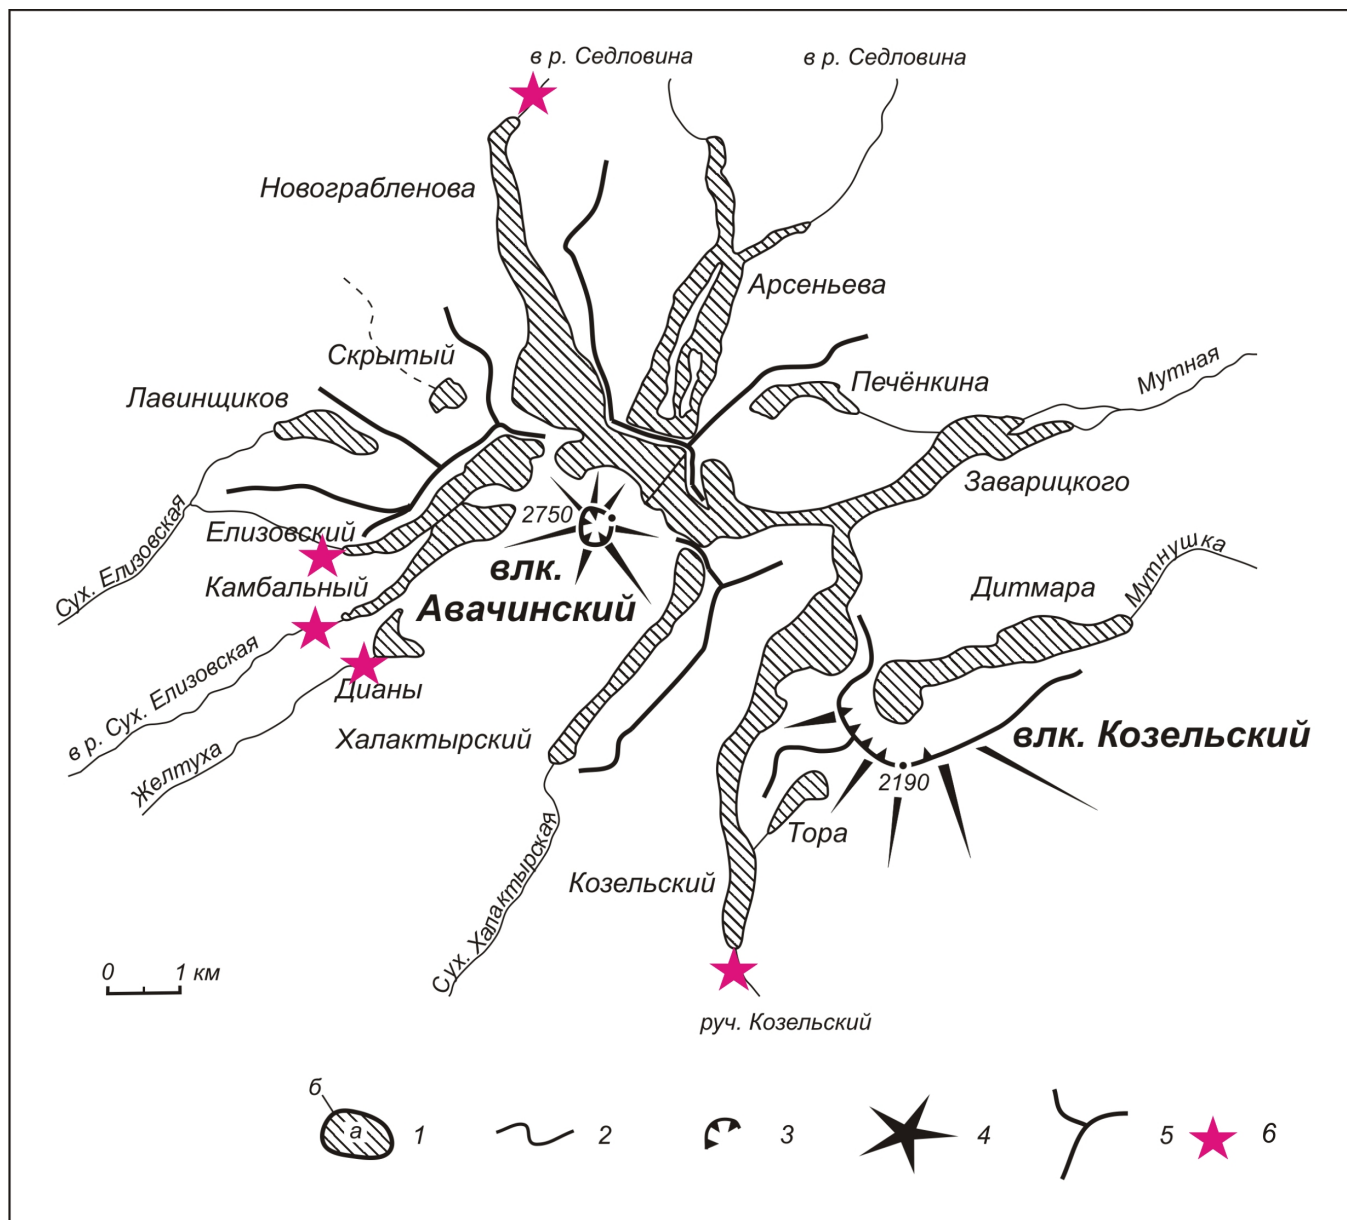 в р. Седловина
в р. Седловина
Новограбленова
Арсеньева
Скрытый
Лавинщиков
Печёнкина
Мутная
Заварицкого
Сух. Елизовская
Елизовский
2750
влк.
Авачинский
Камбальный
Дитмара
Мутнушка
в р. Сух. Елизовская
Дианы
Халактырский
Желтуха
влк. Козельский
2190
Тора
Козельский
Сух. Халактырская
0 1 км
руч. Козельский
б
а 1 2 3 4 5 6